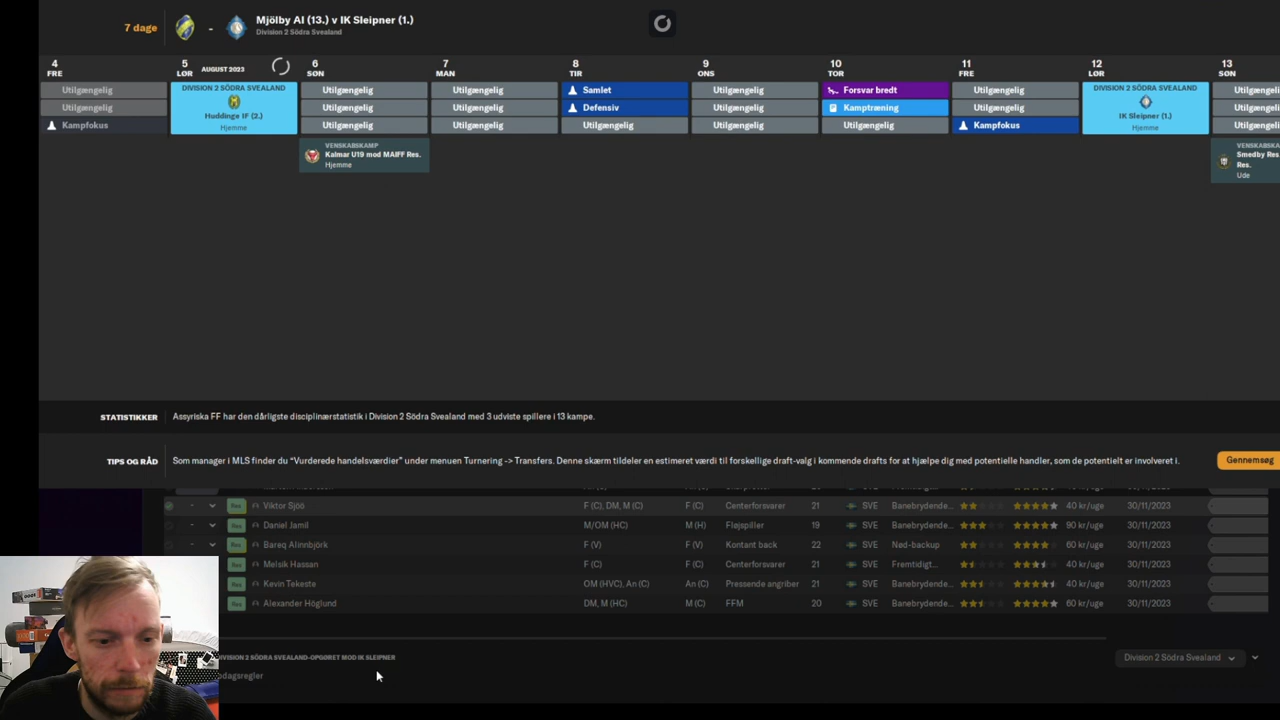 7 dage
-
Mjölby AI (13.) v IK Sleipner (1.)
Division 2 Södra Svealand
4 FRE
5 LØR
AUGUST 2023
6 SØN
7 MAN
8 TIR
9 ONS
10 TOR
11 FRE
12 LØR
13 SØN
Utilgængelig
Utilgængelig
Kampfokus
DIVISION 2 SÖDRA SVEALAND
Huddinge IF (2.)
Hjemme
Utilgængelig
Utilgængelig
Utilgængelig
VENSKABSKAMP
Kalmar U19 mod MAIFF Res.
Hjemme
Utilgængelig
Utilgængelig
Utilgængelig
Samlet
Defensiv
Utilgængelig
Utilgængelig
Utilgængelig
Utilgængelig
Forsvar bredt
Kamptræning
Utilgængelig
Utilgængelig
Utilgængelig
Kampfokus
DIVISION 2 SÖDRA SVEALAND
IK Sleipner (1.)
Hjemme
Utilgængelig
Utilgængelig
Utilgængelig
VENSKABSKA
Smedby Res
Res.
Ude
STATISTIKKER
Assyriska FF har den dårligste disciplinærstatistik i Division 2 Södra Svealand med 3 udviste spillere i 13 kampe.
TIPS OG RÅD
Som manager i MLS finder du "Vurderede handelsværdier" under menuen Turnering -> Transfers. Denne skærm tildeler en estimeret værdi til forskellige draft-valg i kommende drafts for at hjælpe dig med potentielle handler, som de potentielt er involveret i.
Gennemsøg
- Res Viktor Sjöö F (C), DM, M (C) F (C) Centerforsvarer 21 SVE Banebrydende... 40 kr/uge 30/11/2023
- Res Daniel Jamil M/OM (HC) M (H) Fløjspiller 19 SVE Banebrydende... 90 kr/uge 30/11/2023
- Res Bareq Alinnbjörk F (V) F (V) Kontant back 22 SVE Nød-backup 60 kr/uge 30/11/2023
Res Melsik Hassan F (C) F (C) Centerforsvarer 21 SVE Fremtidigt... 40 kr/uge 30/11/2023
Res Kevin Tekeste OM (HVC), An (C) An (C) Pressende angriber 21 SVE Banebrydende... 40 kr/uge 30/11/2023
Res Alexander Höglund DM, M (HC) M (C) FFM 20 SVE Banebrydende... 60 kr/uge 30/11/2023
IVISION 2 SÖDRA SVEALAND-OPGØRET MOD IK SLEIPNER
Division 2 Södra Svealand
pdagsregler